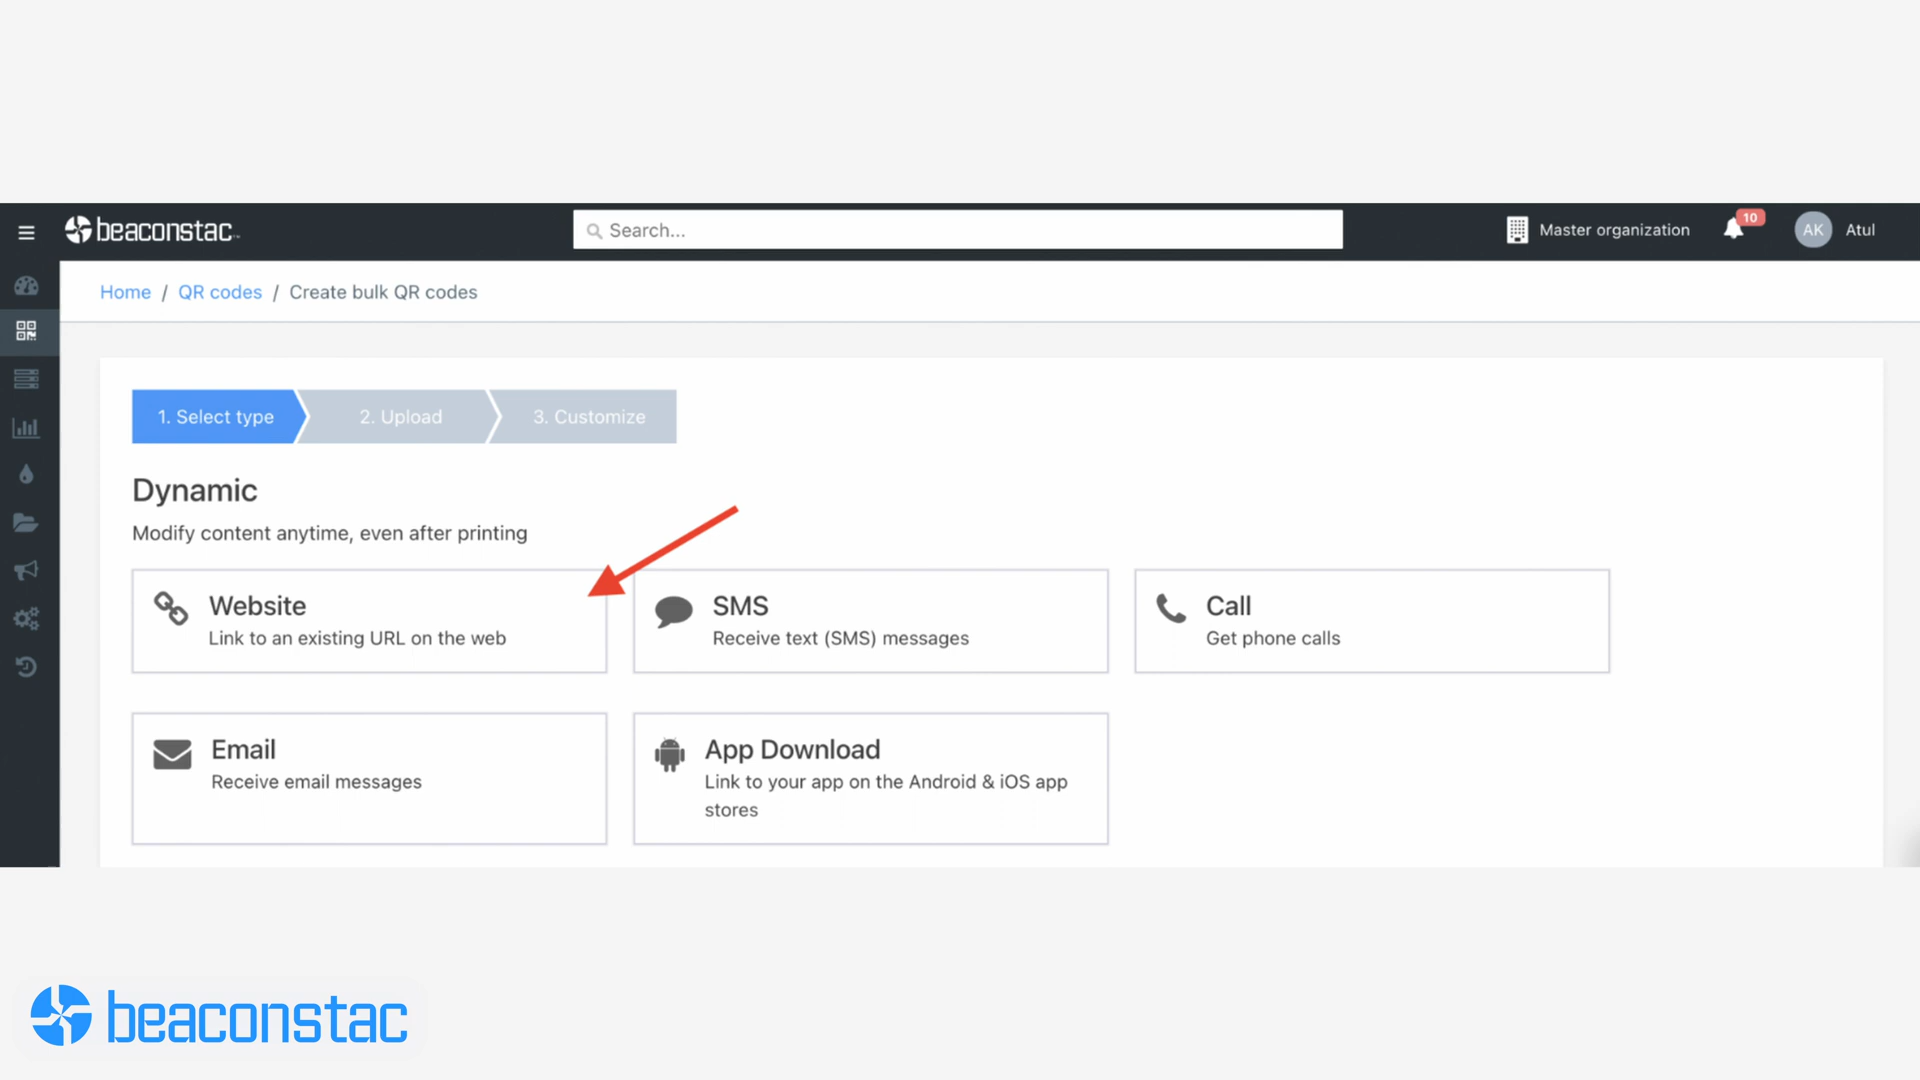 beaconstac
Search...
Master organization
10
AK
Atul
Home / QR codes / Create bulk QR codes
1. Select type
2. Upload
3. Customize
Dynamic
Modify content anytime, even after printing
Website
Link to an existing URL on the web
SMS
Receive text (SMS) messages
Call
Get phone calls
Email
Receive email messages
App Download
Link to your app on the Android & iOS app
stores
beaconstac